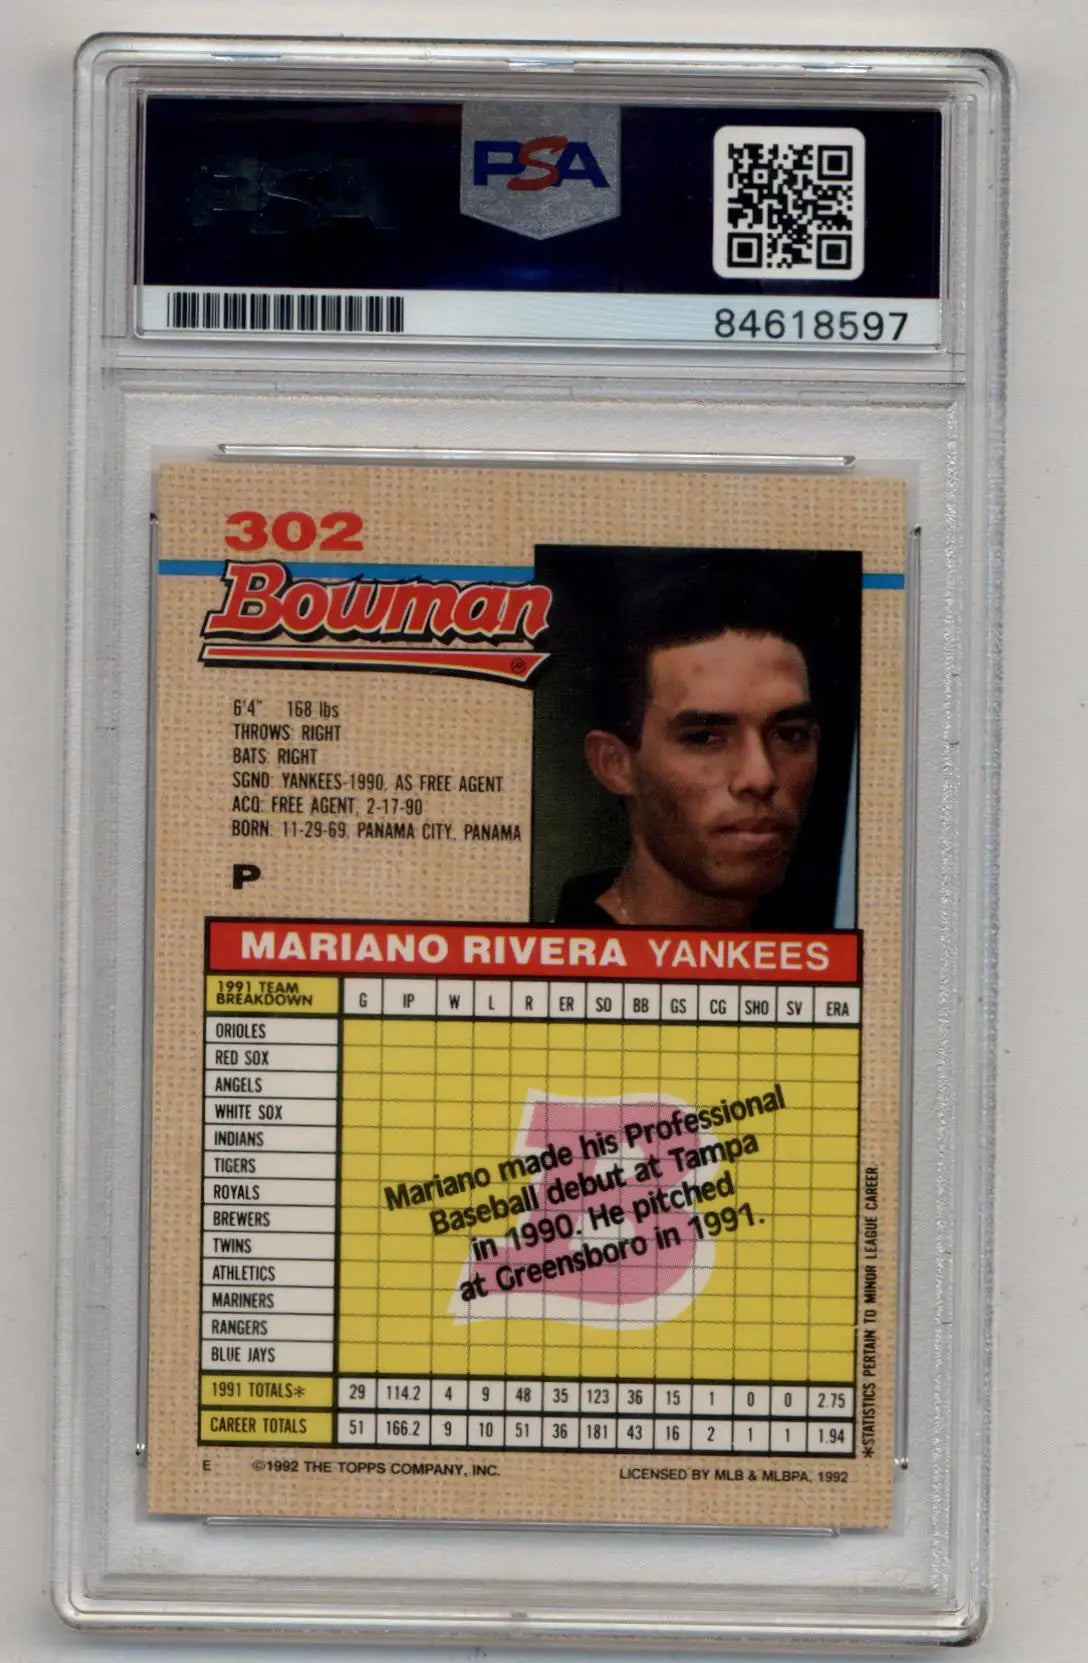 PSA
84618597
302
Bowman
®
6'4" 168 lbs
THROWS: RIGHT
BATS: RIGHT
SGND: YANKEES-1990, AS FREE AGENT
ACQ: FREE AGENT, 2-17-90
BORN: 11-29-69, PANAMA CITY, PANAMA
P
MARIANO RIVERA YANKEES
1991 TEAM
BREAKDOWN G IP W L R ER SO BB GS CG SHO SV ERA
ORIOLES
RED SOX
ANGELS
WHITE SOX
INDIANS
TIGERS
ROYALS
BREWERS
TWINS
ATHLETICS
MARINERS
RANGERS
BLUE JAYS
B
Mariano made his Professional
Baseball debut at Tampa
in 1990. He pitched
at Greensboro in 1991.
1991 TOTALS* 29 114.2 4 9 48 35 123 36 15 1 0 0 2.75
CAREER TOTALS 51 166.2 9 10 51 36 181 43 16 2 1 1 1.94
*STATISTICS PERTAIN TO MINOR LEAGUE CAREER.
E ©1992 THE TOPPS COMPANY, INC. LICENSED BY MLB & MLBPA, 1992